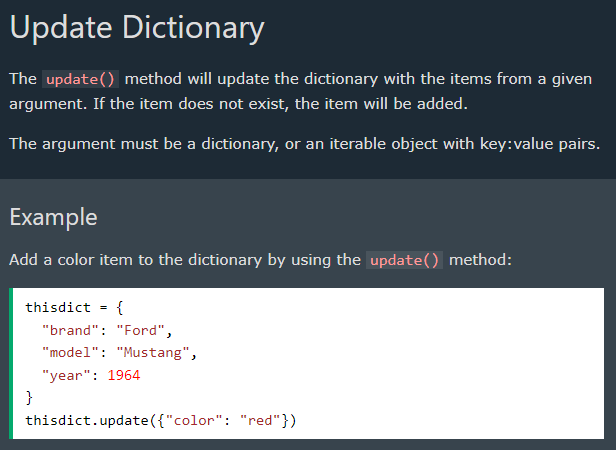 Update Dictionary
The update() method will update the dictionary with the items from a given
argument. If the item does not exist, the item will be added.
The argument must be a dictionary, or an iterable object with key:value pairs.
Example
Add a color item to the dictionary by using the update() method:
thisdict = {
  "brand": "Ford",
  "model": "Mustang",
  "year": 1964
}
thisdict.update({"color": "red"})